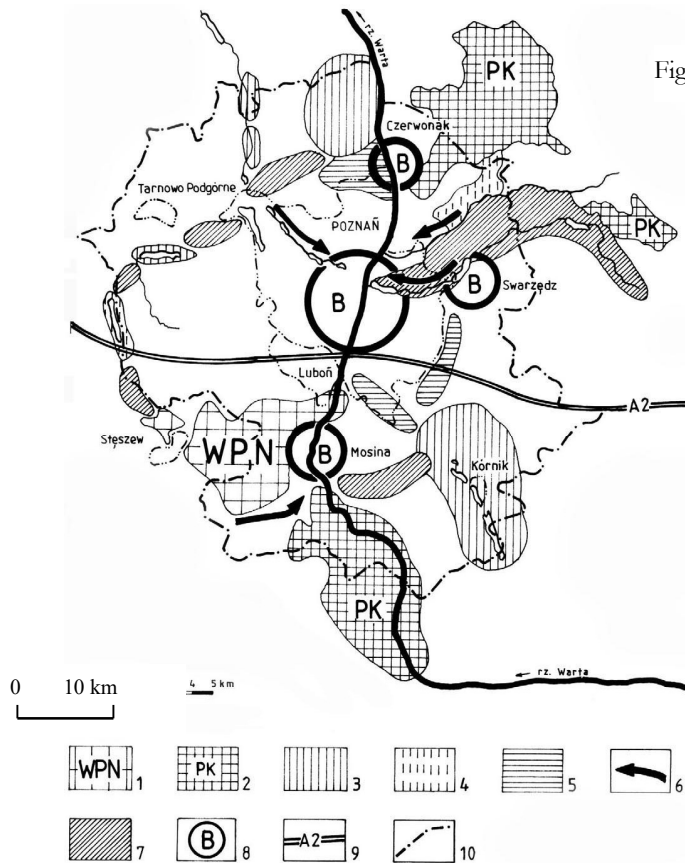 rz. Warta
PK
Fig
Czerwonak
B
Tarnowo Podgórne
POZNAŃ
PK
B
B
Swarzędz
Luboń
A2
Stęszew
WPN
B
Mosina
Kórnik
PK
rz. Warta
0 10 km
4 5 km
WPN 1 PK 2 3 4 5 6
7 B 8 A2 9 10